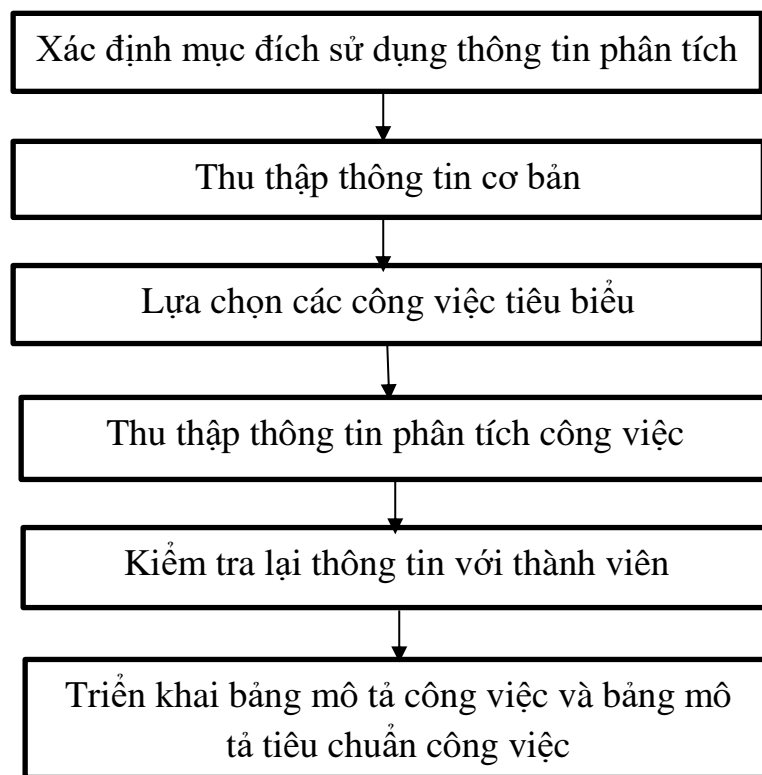 Xác định mục đích sử dụng thông tin phân tích
Thu thập thông tin cơ bản
Lựa chọn các công việc tiêu biểu
Thu thập thông tin phân tích công việc
Kiểm tra lại thông tin với thành viên
Triển khai bảng mô tả công việc và bảng mô
tả tiêu chuẩn công việc